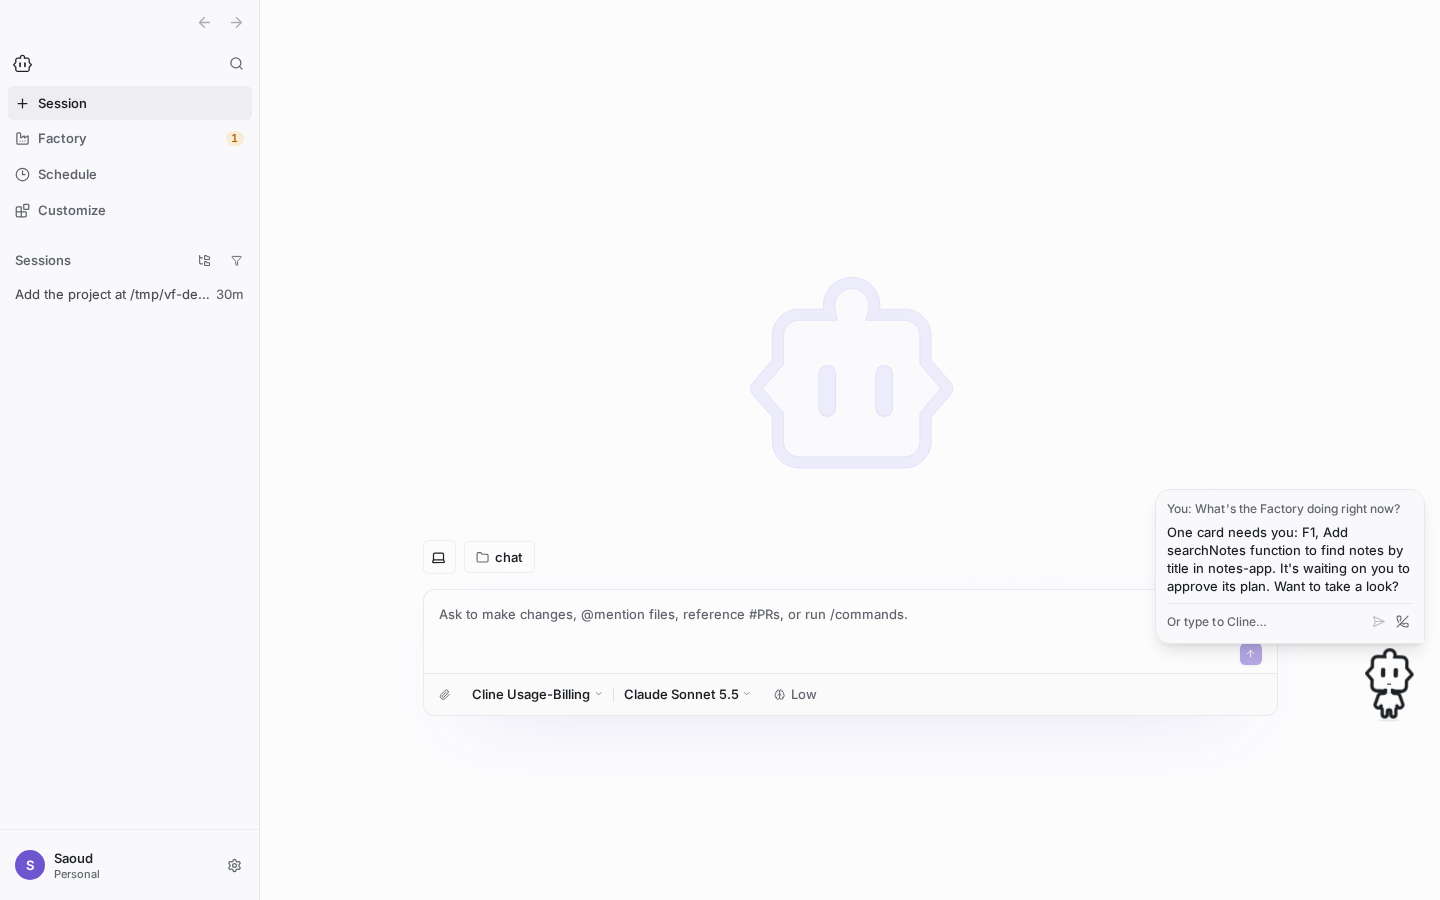 Session
Factory 1
Schedule
Customize
Sessions
Add the project at /tmp/vf-de... 30m
Saoud
S
Personal
chat
Ask to make changes, @mention files, reference #PRs, or run /commands.
Cline Usage-Billing
Claude Sonnet 5.5
Low
You: What's the Factory doing right now?
One card needs you: F1, Add
searchNotes function to find notes by
title in notes-app. It's waiting on you to
approve its plan. Want to take a look?
Or type to Cline...